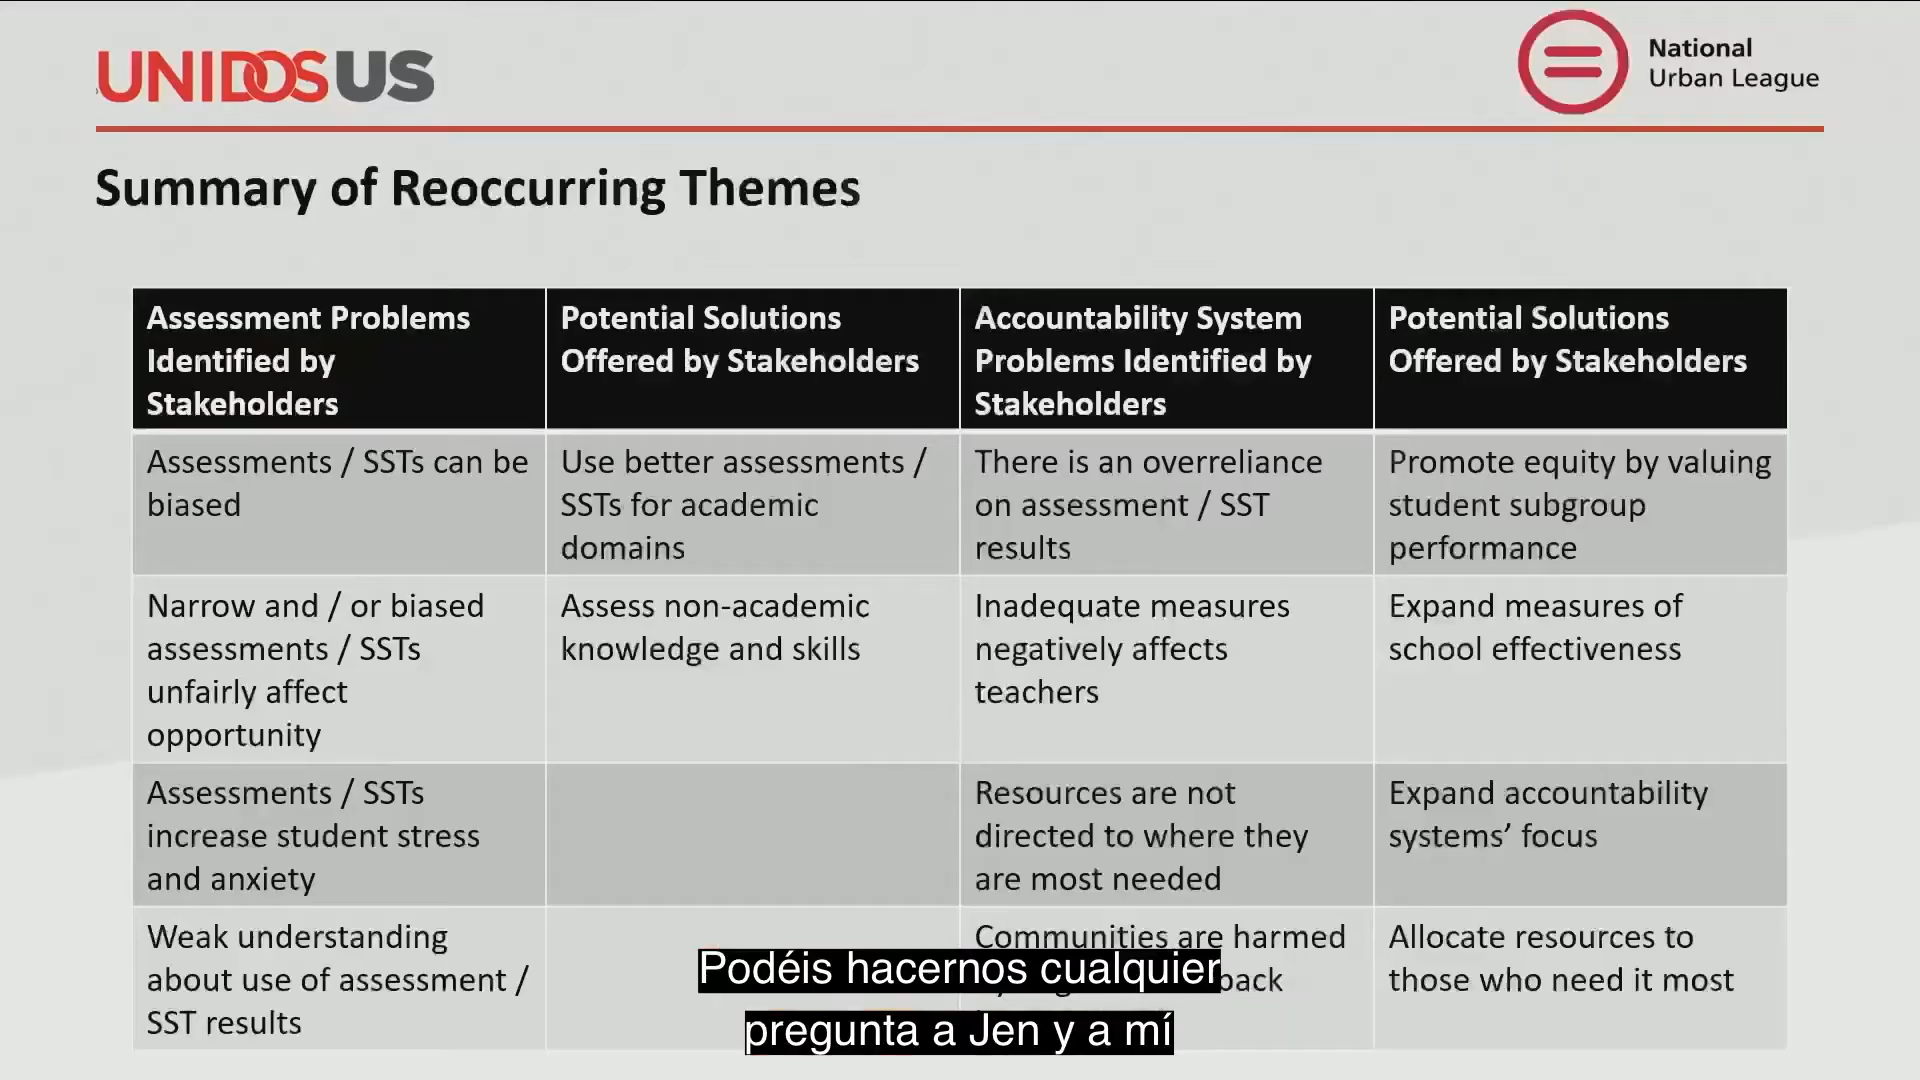 UNIDOSUS
National
Urban League
Summary of Reoccurring Themes
Assessment Problems
Identified by
Stakeholders
Potential Solutions
Offered by Stakeholders
Accountability System
Problems Identified by
Stakeholders
Potential Solutions
Offered by Stakeholders
Assessments / SSTs can be
biased
Use better assessments /
SSTs for academic
domains
There is an overreliance
on assessment / SST
results
Promote equity by valuing
student subgroup
performance
Narrow and / or biased
assessments / SSTs
unfairly affect
opportunity
Assess non-academic
knowledge and skills
Inadequate measures
negatively affects
teachers
Expand measures of
school effectiveness
Assessments / SSTs
increase student stress
and anxiety
Resources are not
directed to where they
are most needed
Expand accountability
systems’ focus
Weak understanding
about use of assessment /
SST results
Communities are harmed
back
Allocate resources to
those who need it most
Podéis hacernos cualquier
pregunta a Jen y a mí